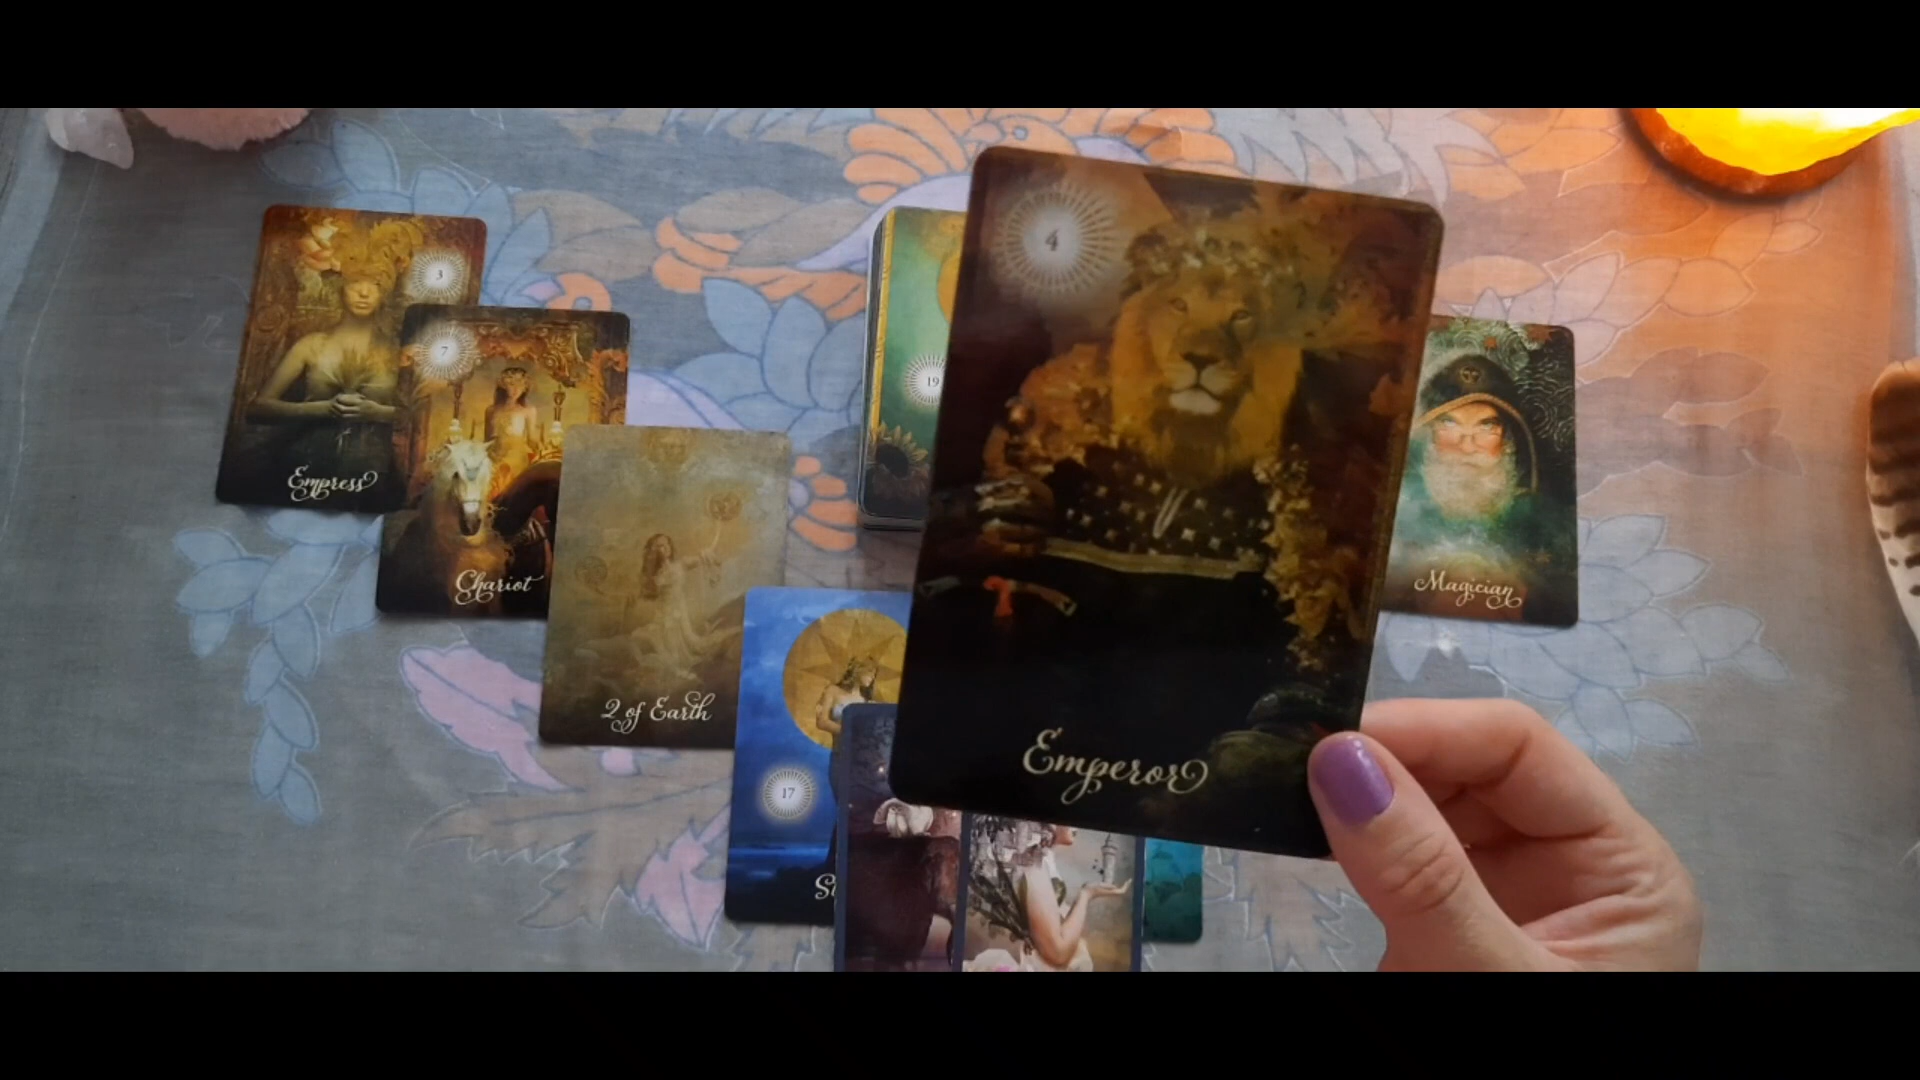 3
Empress
7
Chariot
2 of Earth
17
19
4
Emperor
Magician